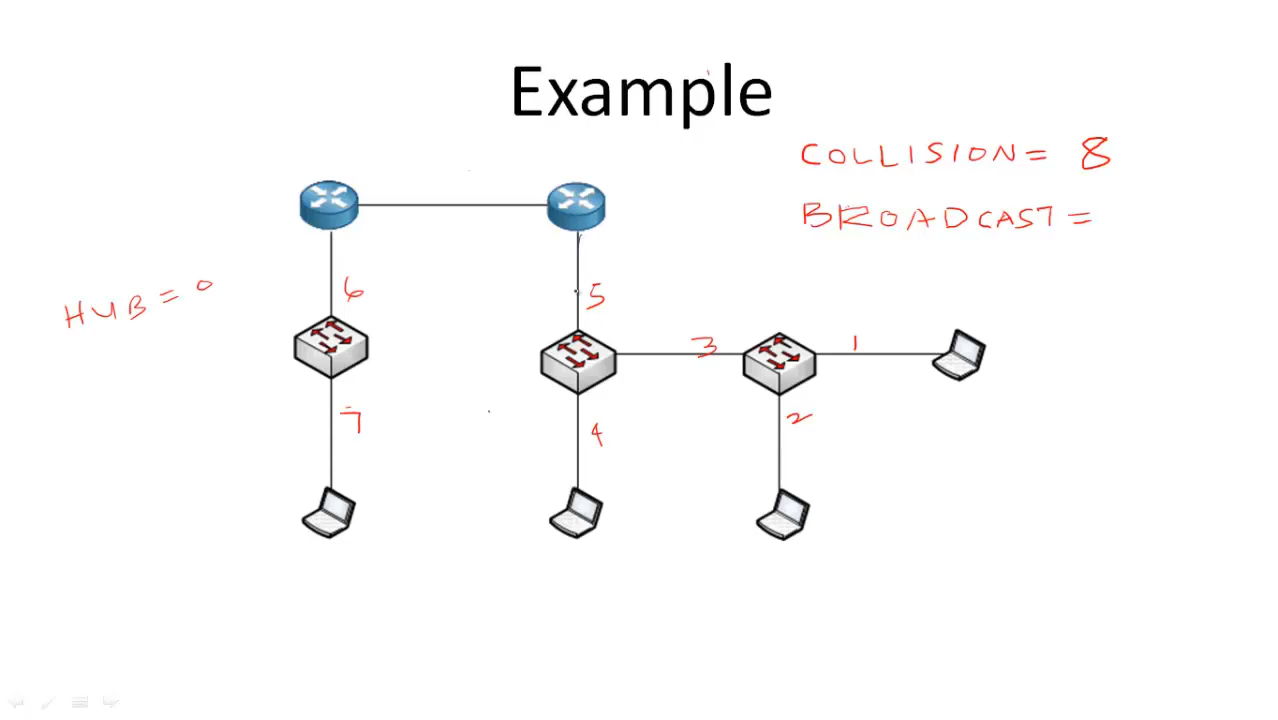 Example
COLLISION = 8
BROADCAST =
HUB = 0
6
5
3
1
7
4
2